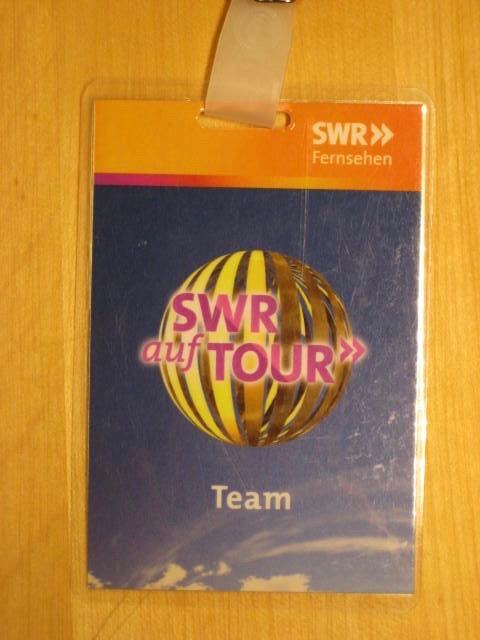 SWR»
Fernsehen
SWR
auf TOUR»
Team